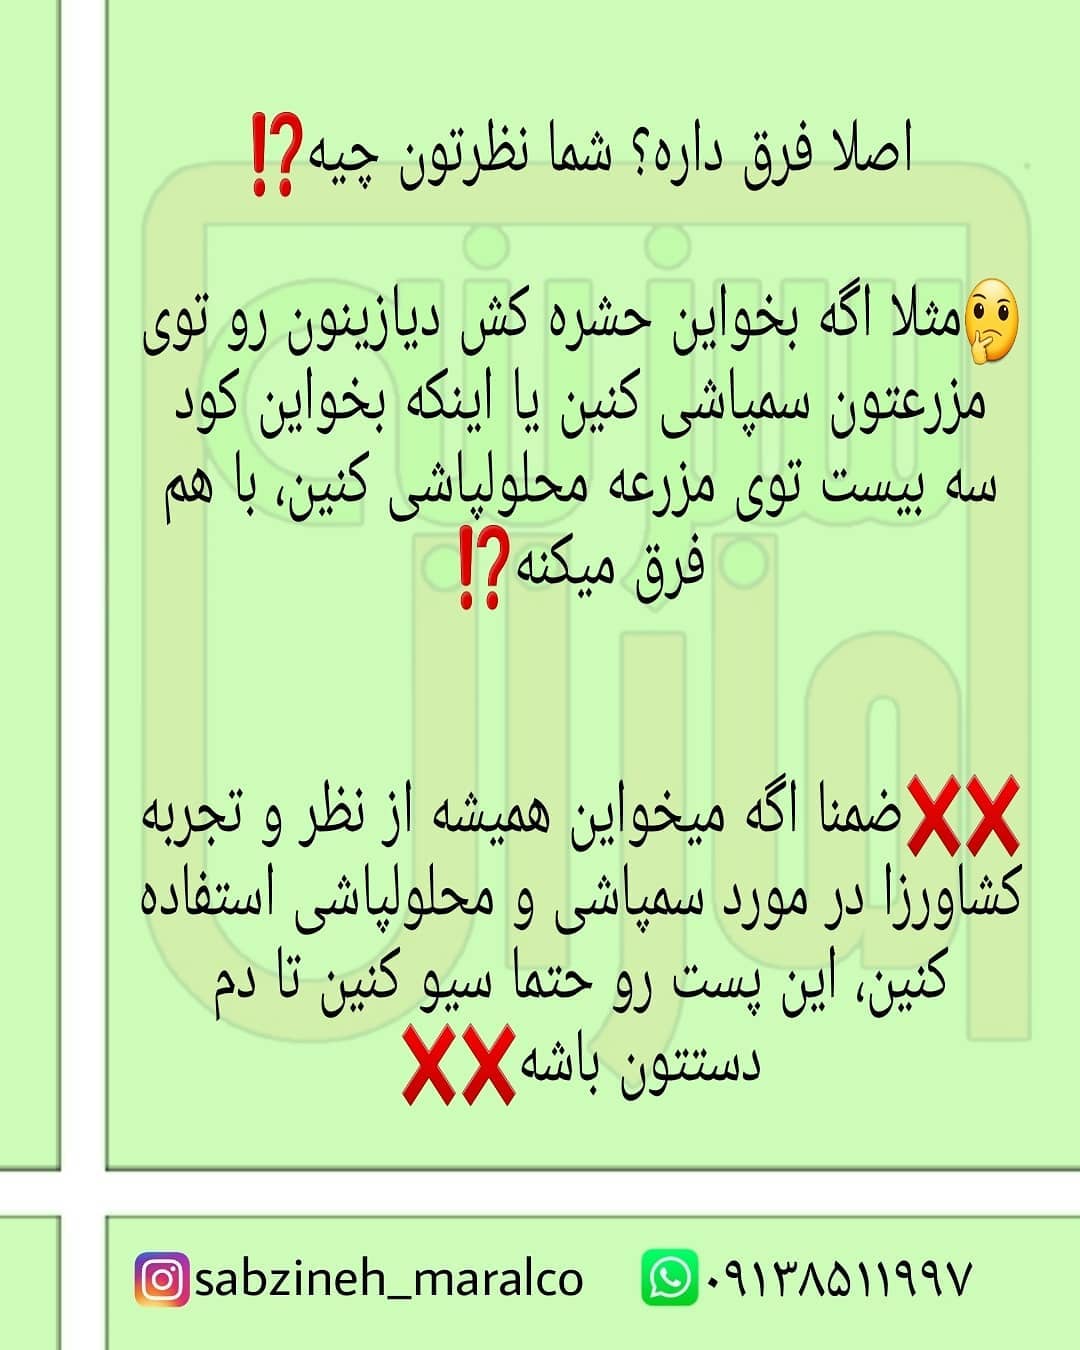 اصلا فرق داره؟ شما نظرتون چیه⁉️
🤔مثلا اگه بخواین حشره کش دیازینون رو توی
مزرعتون سمپاشی کنین یا اینکه بخواین کود
سه بیست توی مزرعه محلولپاشی کنین، با هم
فرق میکنه⁉️
❌❌ضمنا اگه میخواین همیشه از نظر و تجربه
کشاورزا در مورد سمپاشی و محلولپاشی استفاده
کنین، این پست رو حتما سیو کنین تا دم
دستتون باشه❌❌
sabzineh_maralco ۰۹۱۳۸۵۱۱۹۹۷